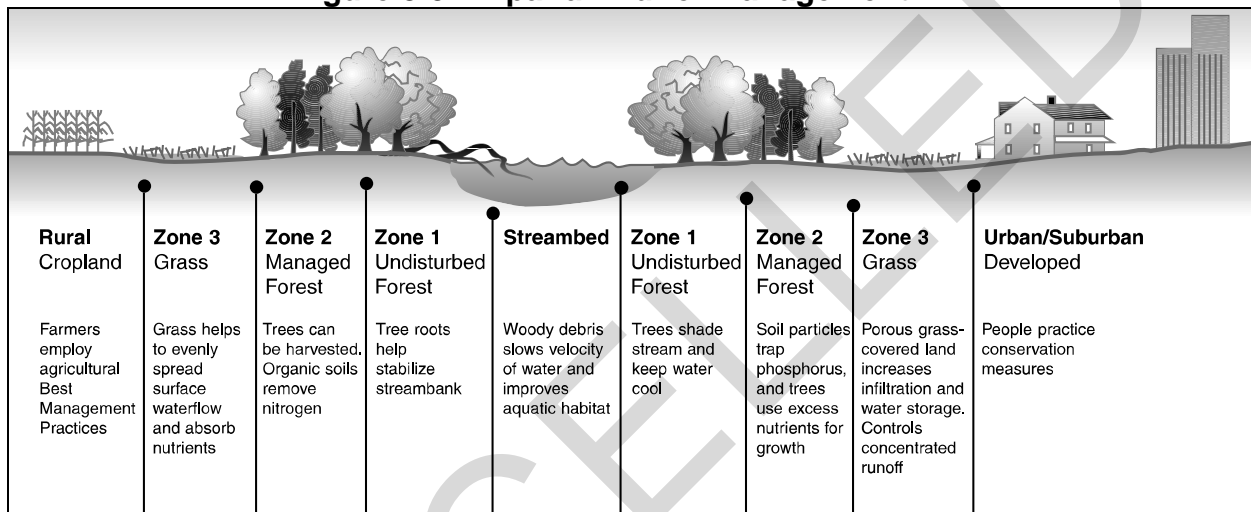 Rural
Cropland
Farmers
employ
agricultural
Best
Management
Practices
Zone 3
Grass
Grass helps
to evenly
spread
surface
waterflow
and absorb
nutrients
Zone 2
Managed
Forest
Trees can
be harvested.
Organic soils
remove
nitrogen
Zone 1
Undisturbed
Forest
Tree roots
help
stabilize
streambank
Streambed
Woody debris
slows velocity
of water and
improves
aquatic habitat
Zone 1
Undisturbed
Forest
Trees shade
stream and
keep water
cool
Zone 2
Managed
Forest
Soil particles
trap
phosphorus,
and trees
use excess
nutrients for
growth
Zone 3
Grass
Porous grass-
covered land
increases
infiltration and
water storage.
Controls
concentrated
runoff
Urban/Suburban
Developed
People practice
conservation
measures